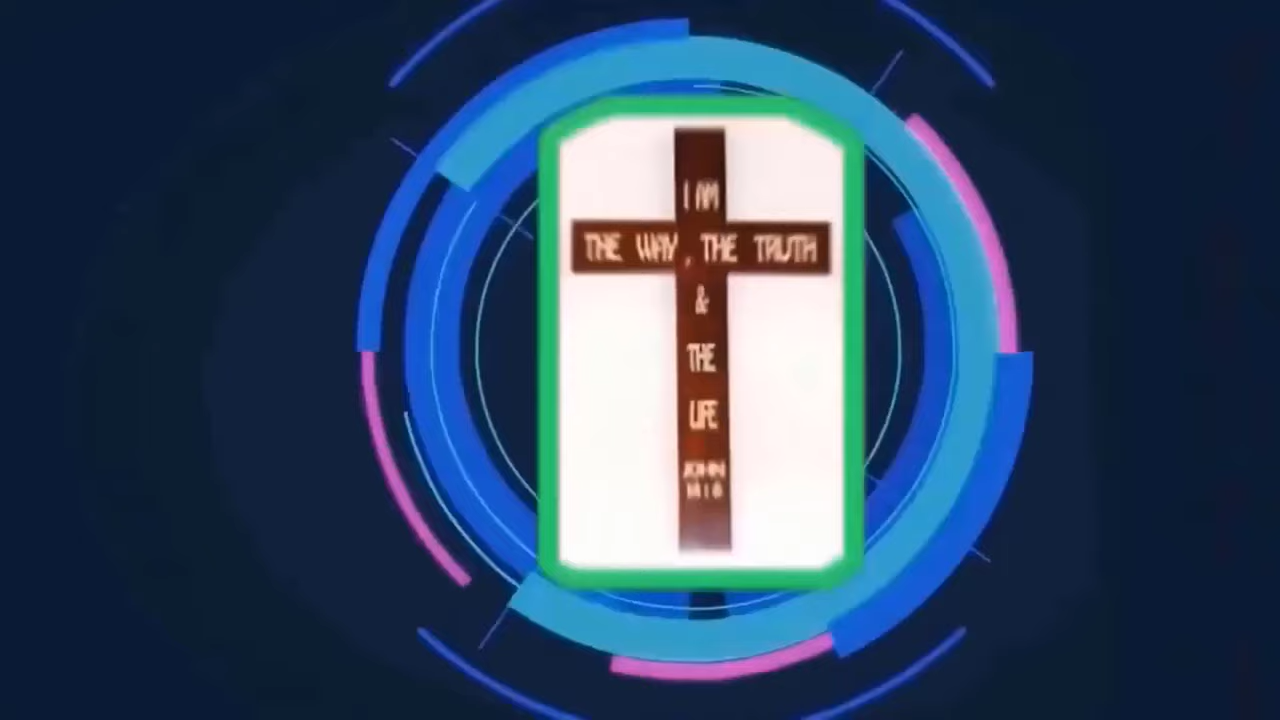 I AM
THE WAY, THE TRUTH
&
THE
LIFE
JOHN